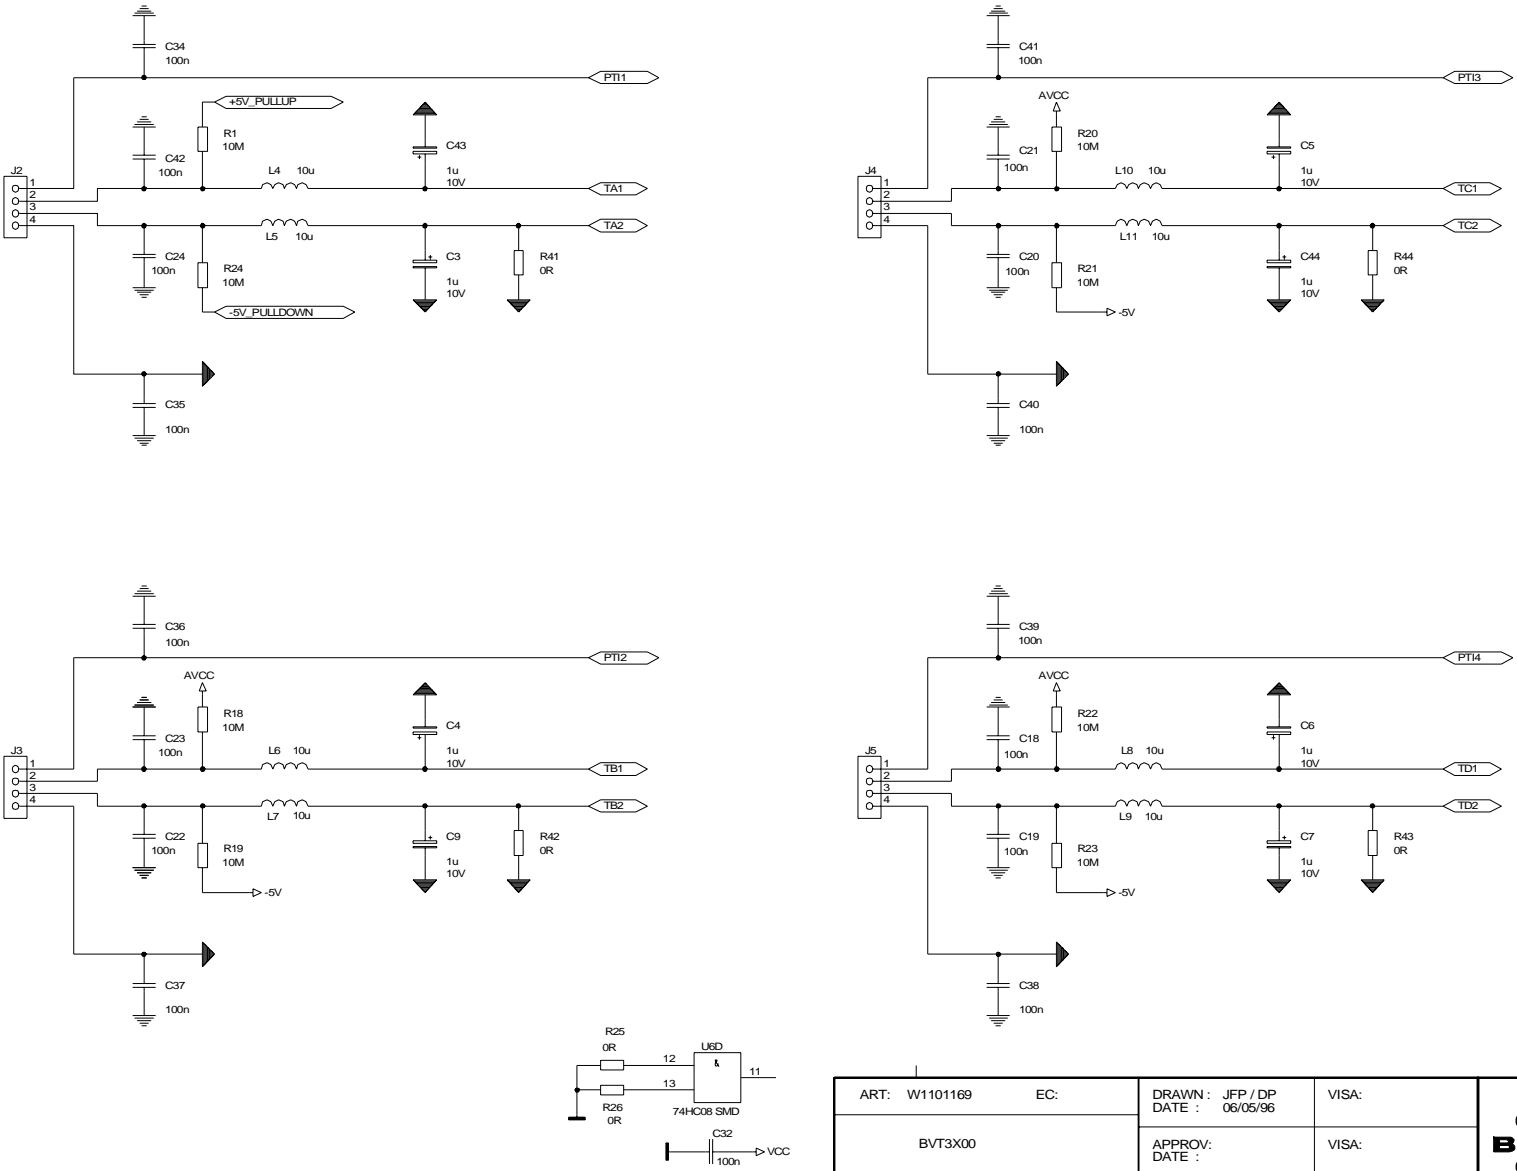 C34
100n
PTI1
+5V_PULLUP
R1
10M
C42
100n
C43
1u
10V
L4 10u
TA1
J2
1
2
3
4
L5 10u
TA2
C24
100n
R24
10M
C3
1u
10V
R41
0R
-5V_PULLDOWN
C35
100n
C41
100n
PTI3
AVCC
R20
10M
C21
100n
C5
1u
10V
L10 10u
TC1
J4
1
2
3
4
L11 10u
TC2
C20
100n
R21
10M
C44
1u
10V
R44
0R
-5V
C40
100n
C36
100n
PTI2
AVCC
R18
10M
C23
100n
C4
1u
10V
L6 10u
TB1
J3
1
2
3
4
L7 10u
TB2
C22
100n
R19
10M
C9
1u
10V
R42
0R
-5V
C37
100n
C39
100n
PTI4
AVCC
R22
10M
C18
100n
C6
1u
10V
L8 10u
TD1
J5
1
2
3
4
L9 10u
TD2
C19
100n
R23
10M
C7
1u
10V
R43
0R
-5V
C38
100n
R25
0R
12
U6D
&
11
13
R26
0R
74HC08 SMD
C32
100n
VCC
ART: W1101169 EC:
DRAWN : JFP / DP
DATE : 06/05/96
VISA:
BVT3X00
APPROV:
DATE :
VISA:
B